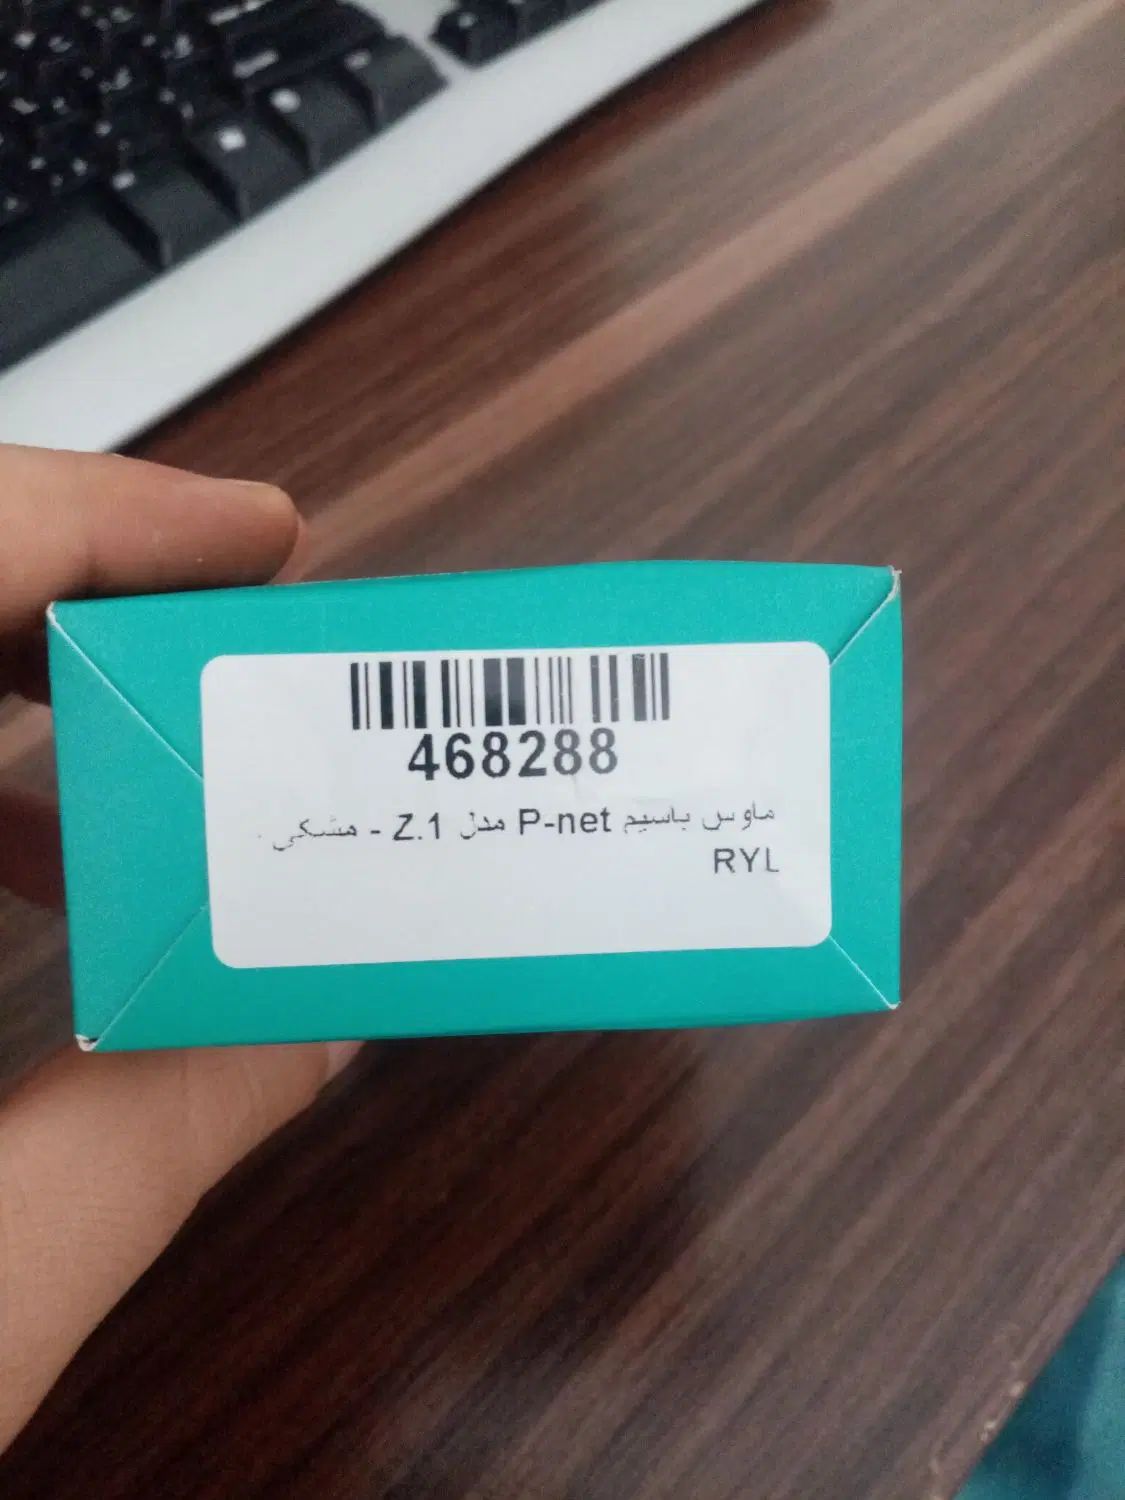 468288
ماوس باسیم P-net مدل Z.1 - مشکی -
RYL